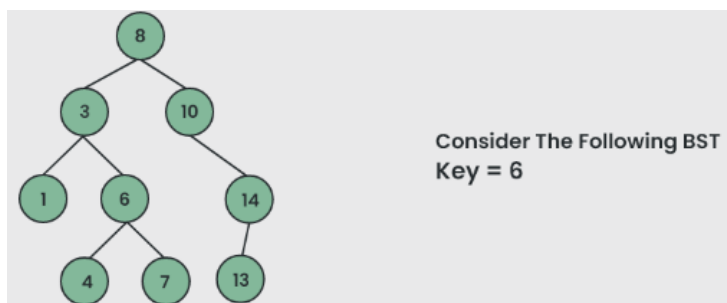 8
3 10
Consider The Following BST
Key = 6
1 6 14
4 7 13